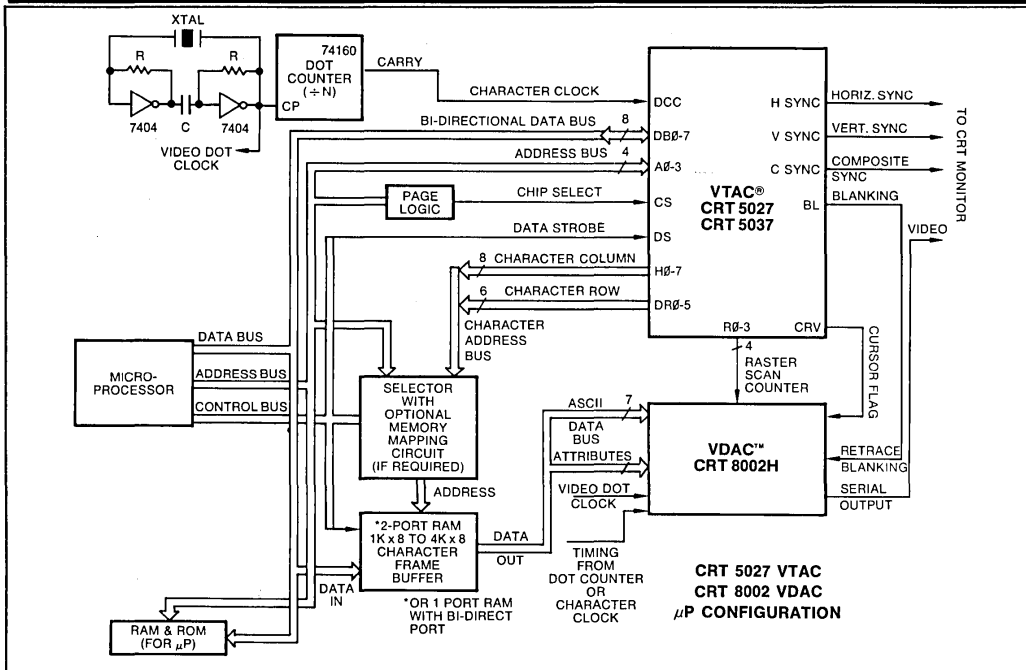 XTAL
R
R
7404
C
7404
CP
VIDEO DOT
CLOCK
74160
DOT
COUNTER
(÷N)
CARRY
CHARACTER CLOCK
BI-DIRECTIONAL DATA BUS
8
ADDRESS BUS
4
PAGE
LOGIC
CHIP SELECT
DATA STROBE
8 CHARACTER COLUMN
6 CHARACTER ROW
CHARACTER
ADDRESS
BUS
DCC
DBØ-7
AØ-3
CS
DS
HØ-7
DRØ-5
VTAC®
CRT 5027
CRT 5037
H SYNC
V SYNC
C SYNC
BL
RØ-3
CRV
HORIZ. SYNC
VERT. SYNC
COMPOSITE
SYNC
BLANKING
VIDEO
TO CRT MONITOR
4
RASTER
SCAN
COUNTER
CURSOR
FLAG
MICRO-
PROCESSOR
DATA BUS
ADDRESS BUS
CONTROL BUS
SELECTOR
WITH
OPTIONAL
MEMORY
MAPPING
CIRCUIT
(IF REQUIRED)
ADDRESS
ASCII
7
DATA
BUS
ATTRIBUTES
VDAC™
CRT 8002H
RETRACE
BLANKING
SERIAL
OUTPUT
VIDEO DOT
CLOCK
TIMING
FROM
DOT COUNTER
OR
CHARACTER
CLOCK
*2-PORT RAM
1K x 8 TO 4K x 8
CHARACTER
FRAME
BUFFER
DATA
OUT
DATA
IN
*OR 1 PORT RAM
WITH BI-DIRECT
PORT
RAM & ROM
(FOR µP)
CRT 5027 VTAC
CRT 8002 VDAC
µP CONFIGURATION